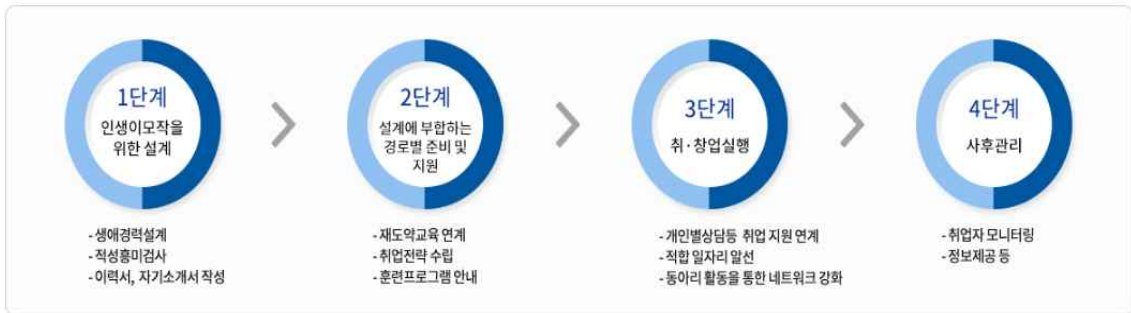 1단계
인생이모작을
위한 설계
- 생애경력설계
- 적성흥미검사
- 이력서, 자기소개서 작성
2단계
설계에 부합하는
경로별 준비 및
지원
- 재도약교육 연계
- 취업전략 수립
- 훈련프로그램 안내
3단계
취·창업실행
- 개인별상담등 취업 지원 연계
- 적합 일자리 알선
- 동아리 활동을 통한 네트워크 강화
4단계
사후관리
- 취업자 모니터링
- 정보제공 등